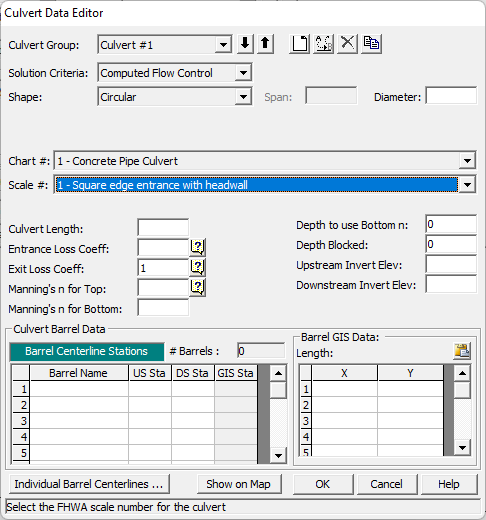 Culvert Data Editor
Culvert Group: Culvert #1
Solution Criteria: Computed Flow Control
Shape: Circular Span: Diameter:
Chart #: 1 - Concrete Pipe Culvert
Scale #: 1 - Square edge entrance with headwall
Culvert Length:
Entrance Loss Coeff:
Exit Loss Coeff: 1
Manning's n for Top:
Manning's n for Bottom:
Depth to use Bottom n: 0
Depth Blocked: 0
Upstream Invert Elev:
Downstream Invert Elev:
Culvert Barrel Data
Barrel Centerline Stations # Barrels : 0
Barrel Name US Sta DS Sta GIS Sta
1
2
3
4
5
Barrel GIS Data:
Length:
X Y
1
2
3
4
5
Individual Barrel Centerlines ... Show on Map OK Cancel Help
Select the FHWA scale number for the culvert